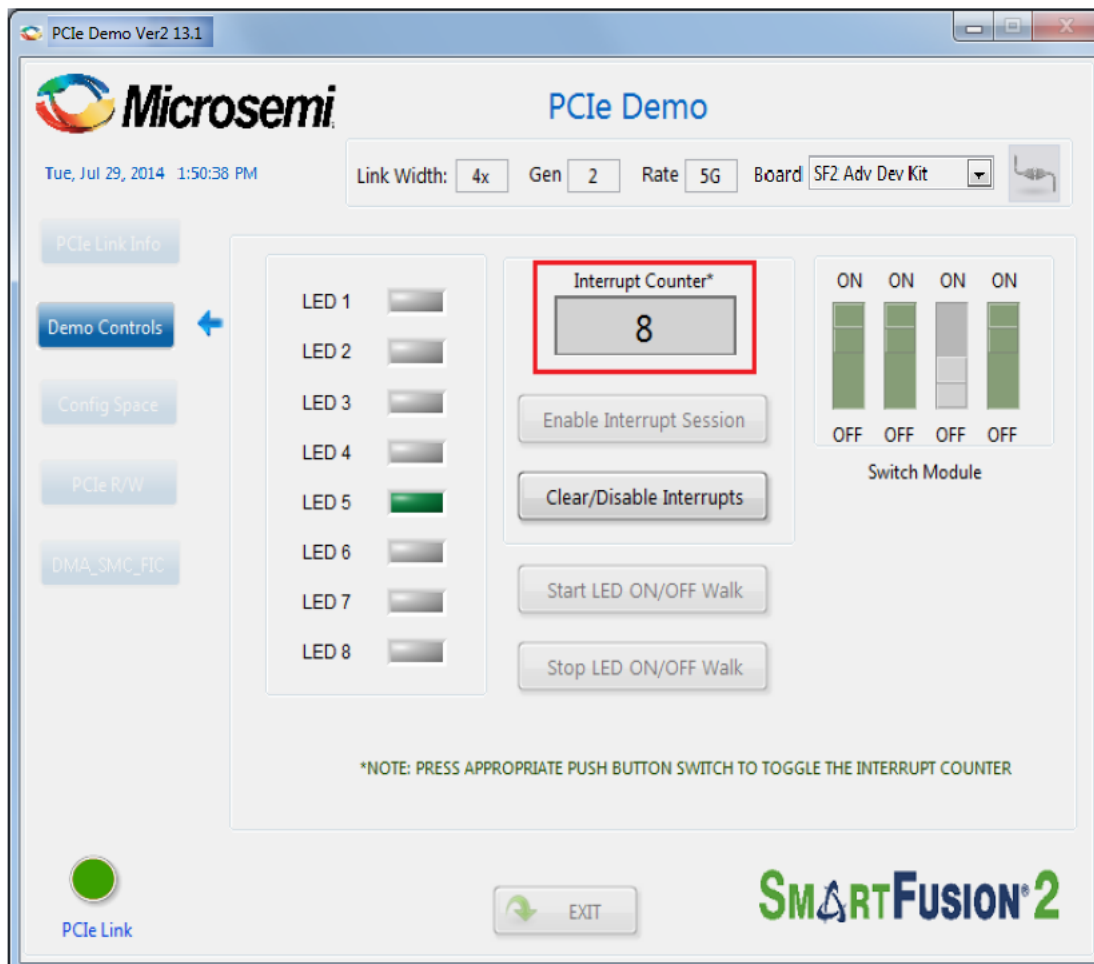 PCIe Demo Ver2 13.1
Microsemi
PCIe Demo
Tue, Jul 29, 2014 1:50:38 PM
Link Width: 4x Gen 2 Rate 5G Board SF2 Adv Dev Kit
PCIe Link Info
Demo Controls
Config Space
PCIe R/W
DMA_SMC_FIC
LED 1
LED 2
LED 3
LED 4
LED 5
LED 6
LED 7
LED 8
Interrupt Counter*
8
Enable Interrupt Session
Clear/Disable Interrupts
Start LED ON/OFF Walk
Stop LED ON/OFF Walk
ON ON ON ON
OFF OFF OFF OFF
Switch Module
*NOTE: PRESS APPROPRIATE PUSH BUTTON SWITCH TO TOGGLE THE INTERRUPT COUNTER
PCIe Link
EXIT
SMARTFUSION®2